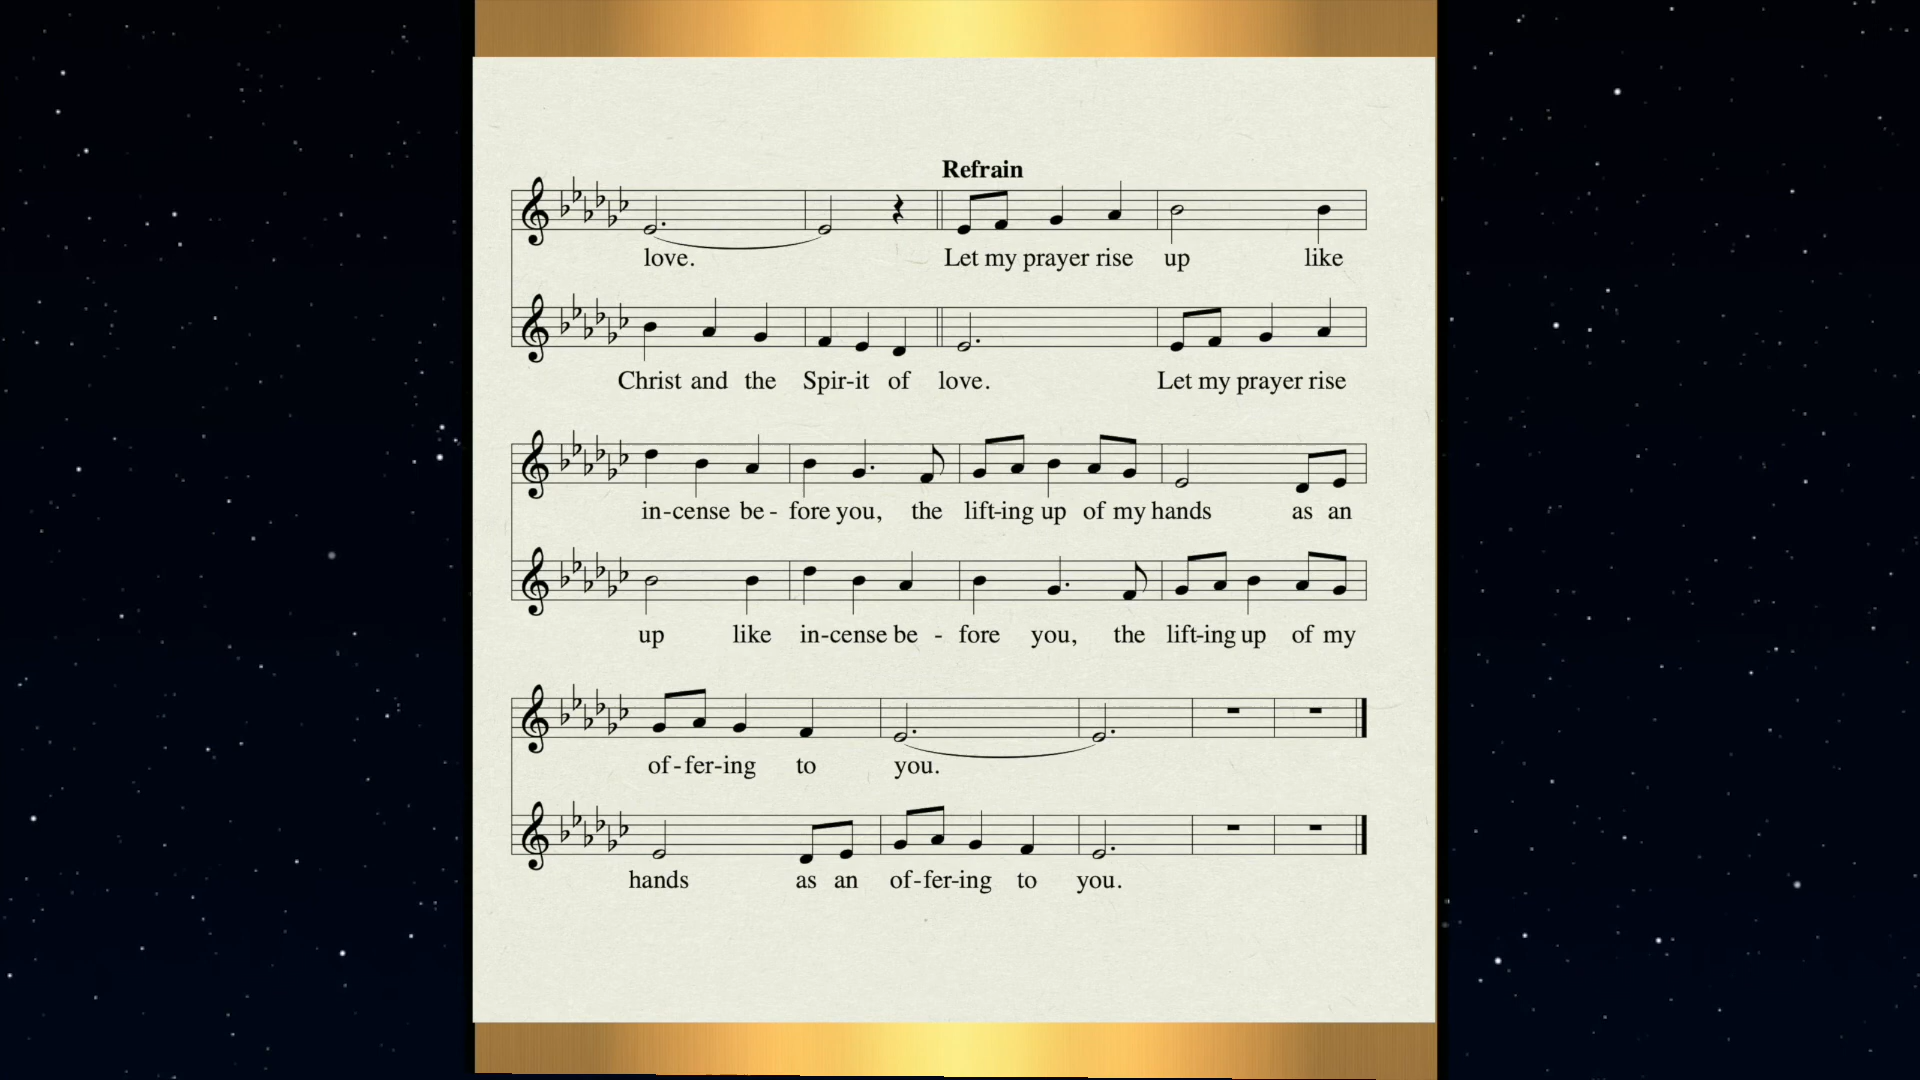 Refrain
love. Let my prayer rise up like
Christ and the Spir-it of love. Let my prayer rise
in-cense be - fore you, the lift-ing up of my hands as an
up like in-cense be - fore you, the lift-ing up of my
of-fer-ing to you.
hands as an of-fer-ing to you.